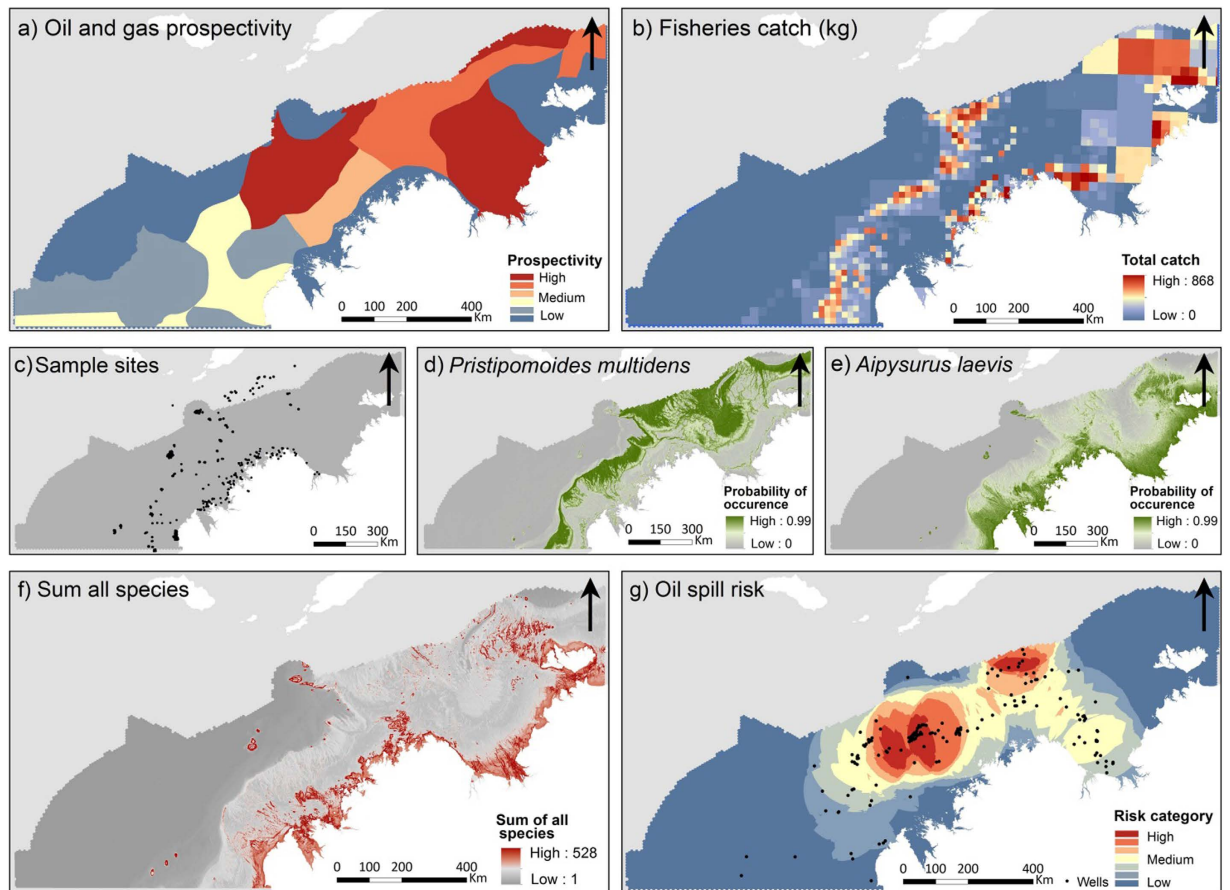 a) Oil and gas prospectivity
Prospectivity
High
Medium
Low
0 100 200 400
Km
b) Fisheries catch (kg)
Total catch
High : 868
Low : 0
0 100 200 400
Km
c) Sample sites
0 150 300
Km
d) Pristipomoides multidens
Probability of
occurence
High : 0.99
Low : 0
0 150 300
Km
e) Aipysurus laevis
Probability of
occurence
High : 0.99
Low : 0
0 150 300
Km
f) Sum all species
Sum of all
species
High : 528
Low : 1
0 100 200 400
Km
g) Oil spill risk
Risk category
High
Medium
Low
Wells
0 100 200 400
Km